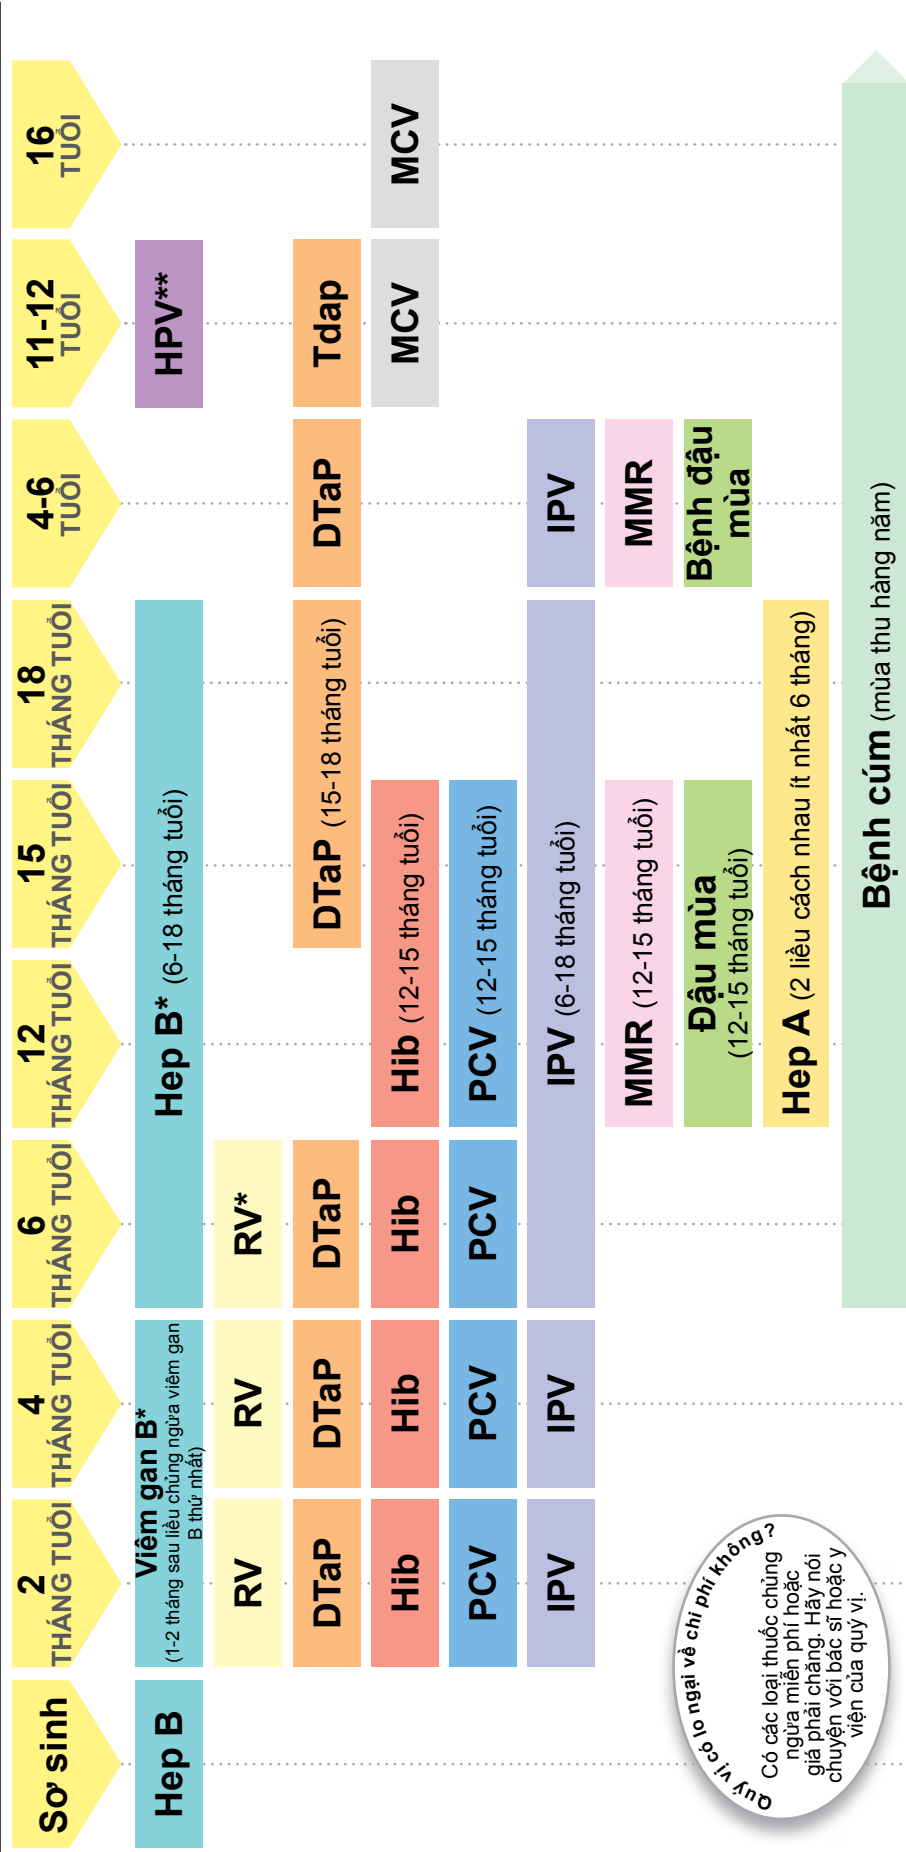 Sơ sinh
2
THÁNG TUỔI
4
THÁNG TUỔI
6
THÁNG TUỔI
12
THÁNG TUỔI
15
THÁNG TUỔI
18
THÁNG TUỔI
4-6
TUỔI
11-12
TUỔI
16
TUỔI
Hep B
Viêm gan B*
(1-2 tháng sau liều chủng ngừa viêm gan
B thứ nhất)
Hep B* (6-18 tháng tuổi)
HPV**
RV
RV
RV*
DTaP
DTaP
DTaP
DTaP (15-18 tháng tuổi)
DTaP
Tdap
Hib
Hib
Hib
Hib (12-15 tháng tuổi)
MCV
MCV
PCV
PCV
PCV
PCV (12-15 tháng tuổi)
IPV
IPV
IPV (6-18 tháng tuổi)
IPV
MMR (12-15 tháng tuổi)
MMR
Đậu mùa
(12-15 tháng tuổi)
Bệnh đậu
mùa
Hep A (2 liều cách nhau ít nhất 6 tháng)
Bệnh cúm (mùa thu hàng năm)
Quý vị có lo ngại về chi phí không?
Có các loại thuốc chủng
ngừa miễn phí hoặc
giá phải chăng. Hãy nói
chuyện với bác sĩ hoặc y
viện của quý vị.